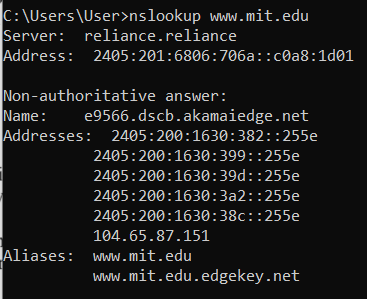 C:\Users\User>nslookup www.mit.edu
Server:  reliance.reliance
Address:  2405:201:6806:706a::c0a8:1d01

Non-authoritative answer:
Name:    e9566.dscb.akamaiedge.net
Addresses:  2405:200:1630:382::255e
          2405:200:1630:399::255e
          2405:200:1630:39d::255e
          2405:200:1630:3a2::255e
          2405:200:1630:38c::255e
          104.65.87.151
Aliases:  www.mit.edu
          www.mit.edu.edgekey.net